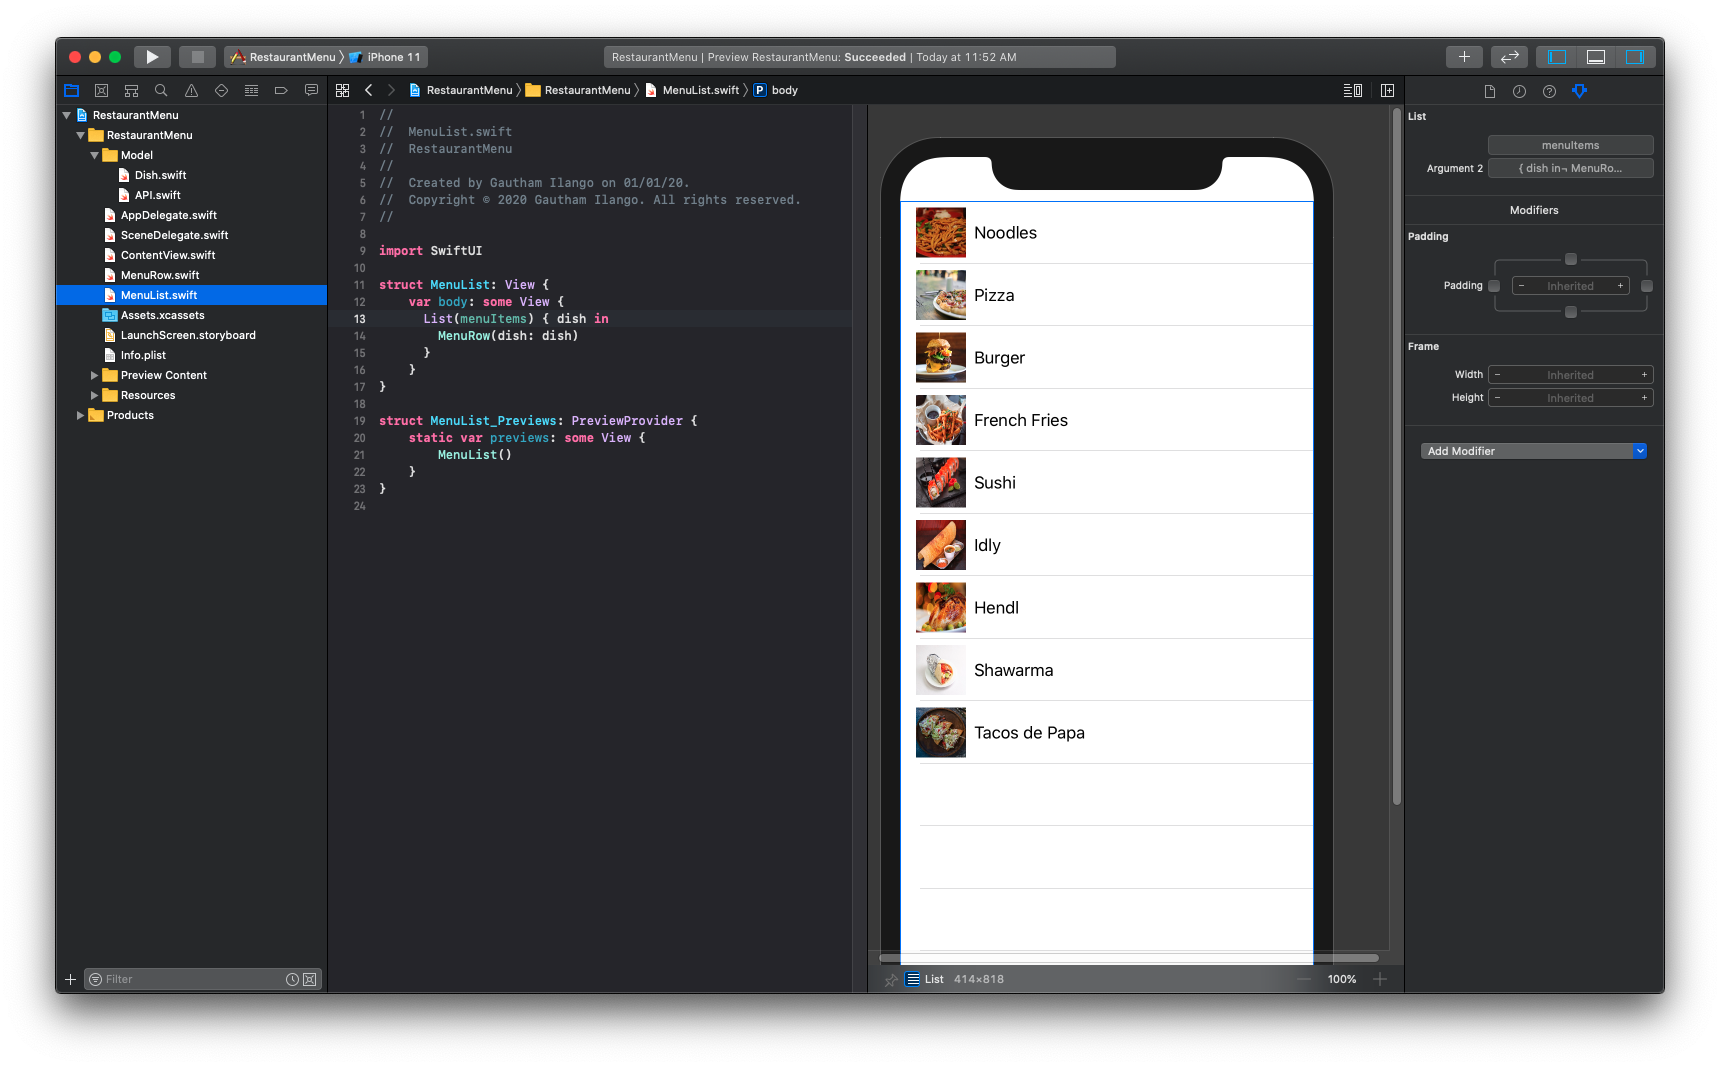 RestaurantMenu 〉 iPhone 11
RestaurantMenu | Preview RestaurantMenu: Succeeded | Today at 11:52 AM
RestaurantMenu 〉 RestaurantMenu 〉 MenuList.swift 〉 P body
RestaurantMenu
RestaurantMenu
Model
Dish.swift
API.swift
AppDelegate.swift
SceneDelegate.swift
ContentView.swift
MenuRow.swift
MenuList.swift
Assets.xcassets
LaunchScreen.storyboard
Info.plist
Preview Content
Resources
Products
Filter
1 //
2 //  MenuList.swift
3 //  RestaurantMenu
4 //
5 //  Created by Gautham Ilango on 01/01/20.
6 //  Copyright © 2020 Gautham Ilango. All rights reserved.
7 //
8
9 import SwiftUI
10
11 struct MenuList: View {
12     var body: some View {
13       List(menuItems) { dish in
14         MenuRow(dish: dish)
15       }
16     }
17 }
18
19 struct MenuList_Previews: PreviewProvider {
20     static var previews: some View {
21         MenuList()
22     }
23 }
24
Noodles
Pizza
Burger
French Fries
Sushi
Idly
Hendl
Shawarma
Tacos de Papa
List 414×818
100%
List
menuItems
Argument 2 { dish in¬ MenuRo...
Modifiers
Padding
Padding − Inherited +
Frame
Width − Inherited +
Height − Inherited +
Add Modifier